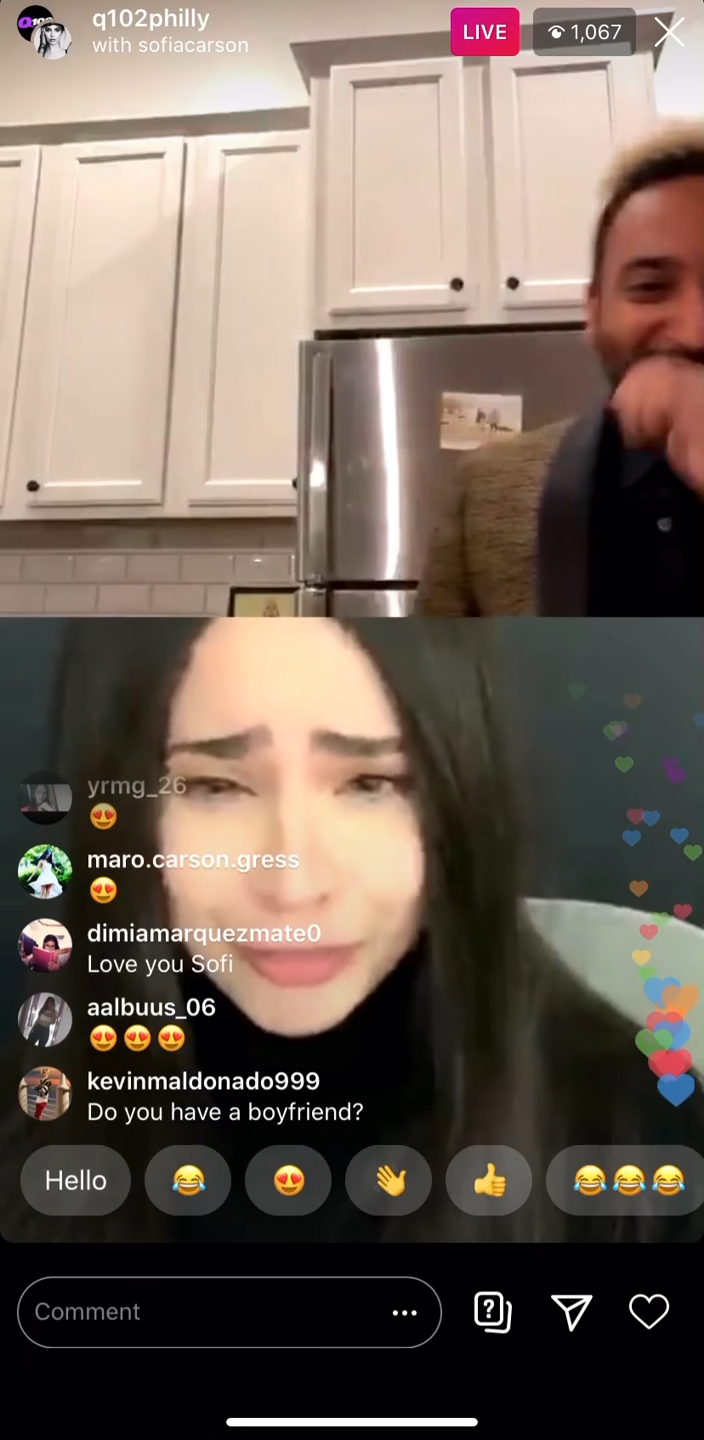 q102philly
with sofiacarson
LIVE
1,067
yrmg_26
😍
maro.carson.gress
😍
dimiamarquezmate0
Love you Sofi
aalbuus_06
😍😍😍
kevinmaldonado999
Do you have a boyfriend?
Hello 😂 😍 👋 👍 😂😂😂
Comment